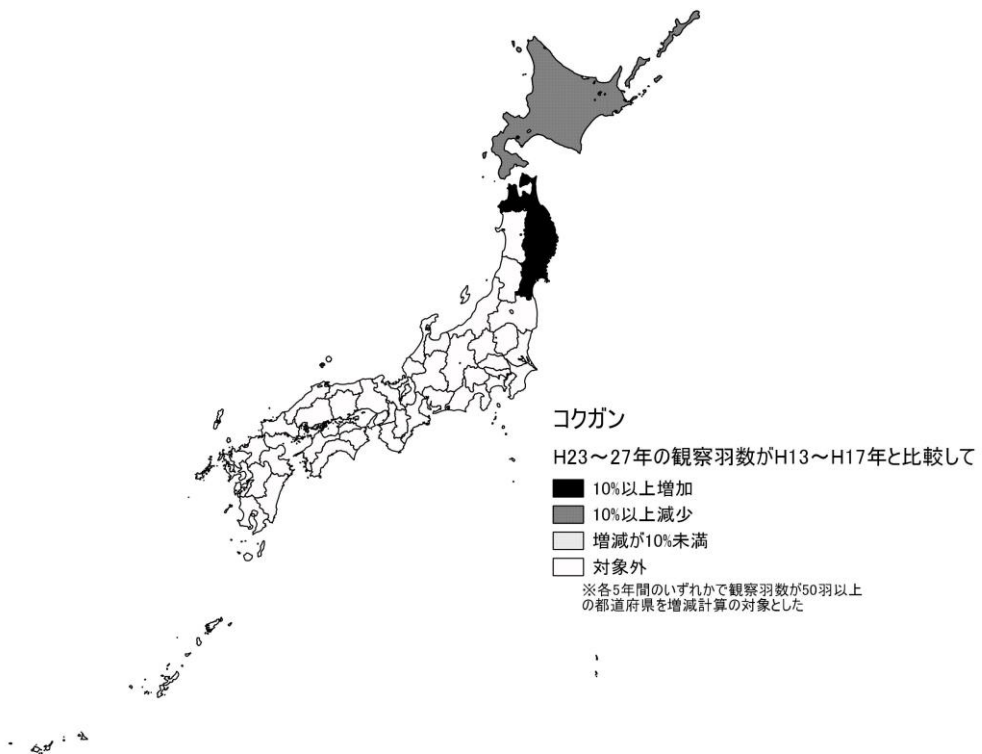 コクガン
H23～27年の観察羽数がH13～H17年と比較して
10%以上増加
10%以上減少
増減が10%未満
対象外
※各5年間のいずれかで観察羽数が50羽以上
の都道府県を増減計算の対象とした